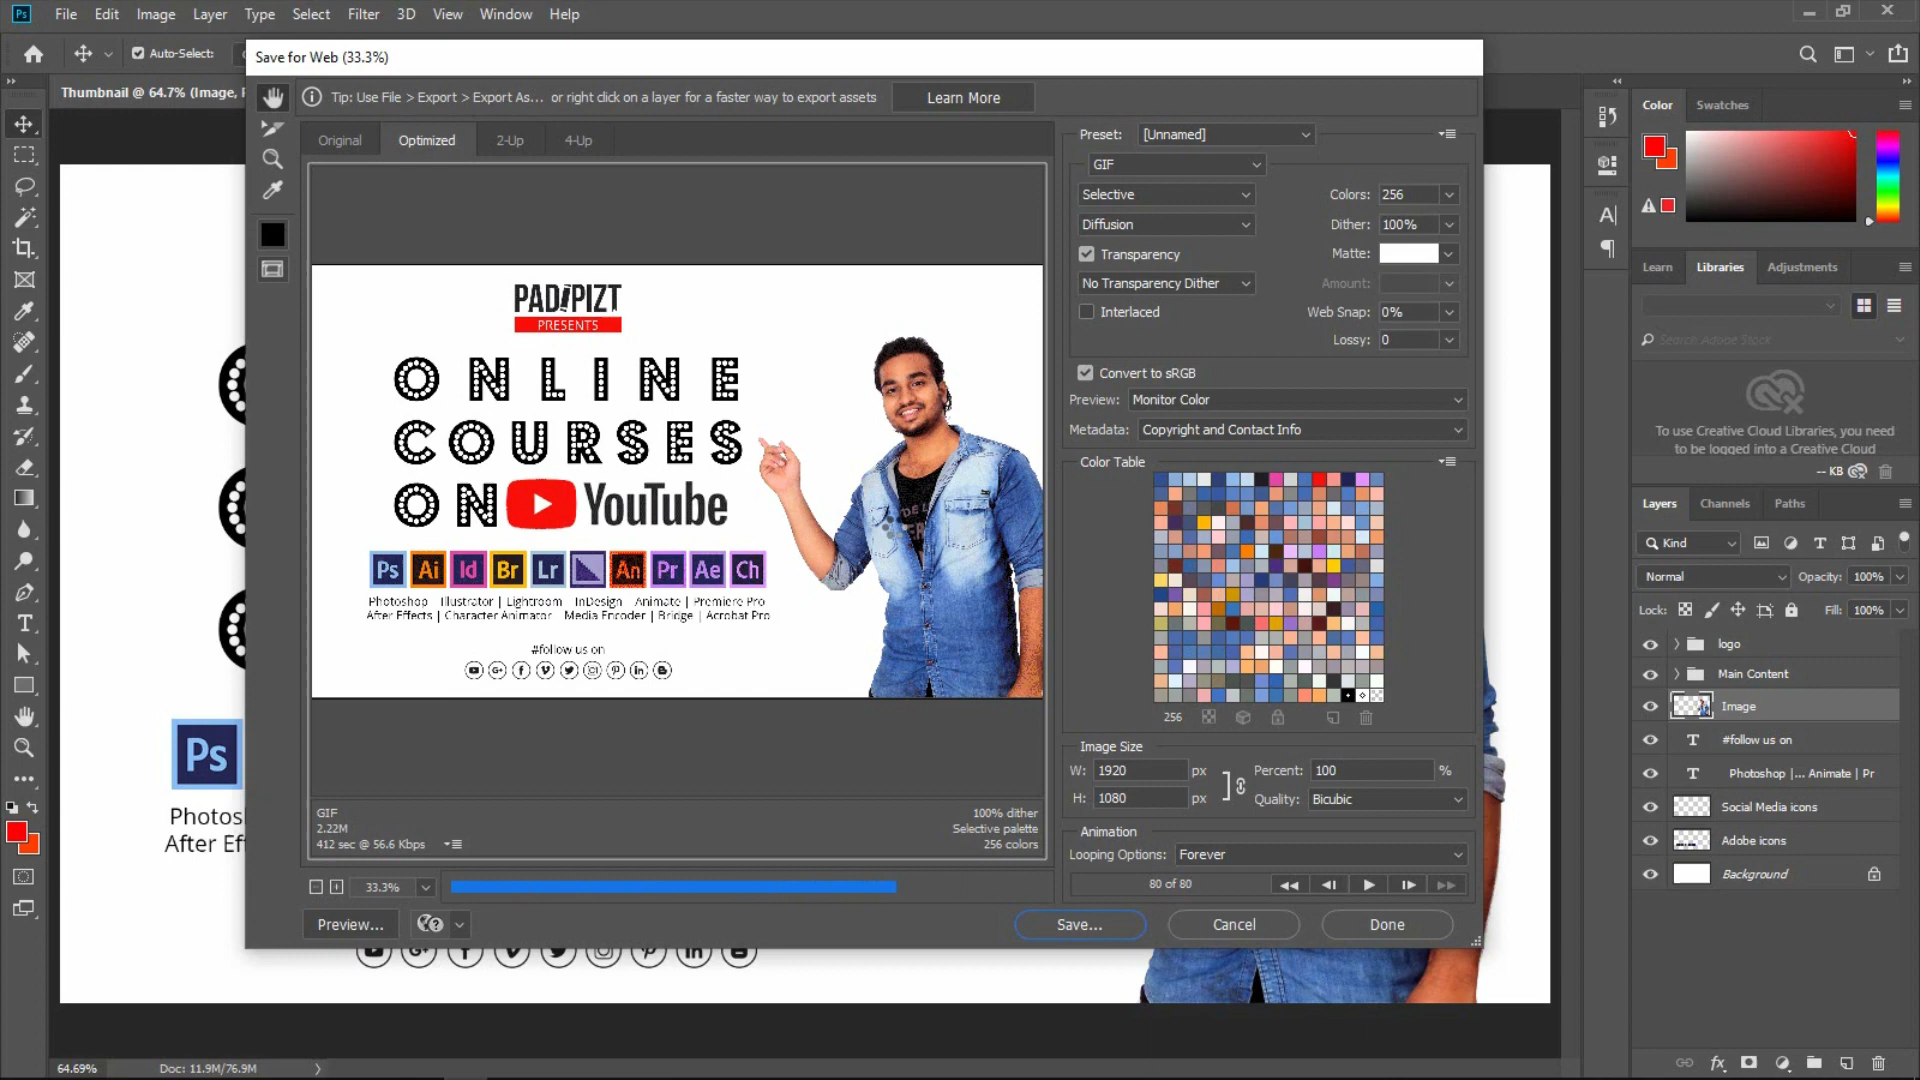 Ps File Edit Image Layer Type Select Filter 3D View Window Help
Auto-Select:
Save for Web (33.3%)
Thumbnail @ 64.7% (Image,
Tip: Use File > Export > Export As... or right click on a layer for a faster way to export assets
Learn More
Original Optimized 2-Up 4-Up
PAD PIZT
PRESENTS
ONLINE
COURSES
ON YouTube
Ps Ai Id Br Lr An Pr Ae Ch
Photoshop Illustrator | Lightroom InDesign Animate | Premiere Pro
After Effects | Character Animator Media Encoder | Bridge | Acrobat Pro
#follow us on
GIF
2.22M
412 sec @ 56.6 Kbps
100% dither
Selective palette
256 colors
33.3%
Preview...
Save...
Cancel
Done
Preset: [Unnamed]
GIF
Selective
Colors: 256
Diffusion
Dither: 100%
Transparency
Matte:
No Transparency Dither
Amount:
Interlaced
Web Snap: 0%
Lossy: 0
Convert to sRGB
Preview: Monitor Color
Metadata: Copyright and Contact Info
Color Table
256
Image Size
W: 1920 px
Percent: 100 %
H: 1080 px
Quality: Bicubic
Animation
Looping Options: Forever
80 of 80
Ps
Photosh
After Eff
64.69% Doc: 11.9M/76.9M
Color Swatches
Learn Libraries Adjustments
Search Adobe Stock
To use Creative Cloud Libraries, you need
to be logged into a Creative Cloud
-- KB
Layers Channels Paths
Kind
Normal
Opacity: 100%
Lock:
Fill: 100%
logo
Main Content
Image
#follow us on
Photoshop |... Animate | Pr
Social Media icons
Adobe icons
Background